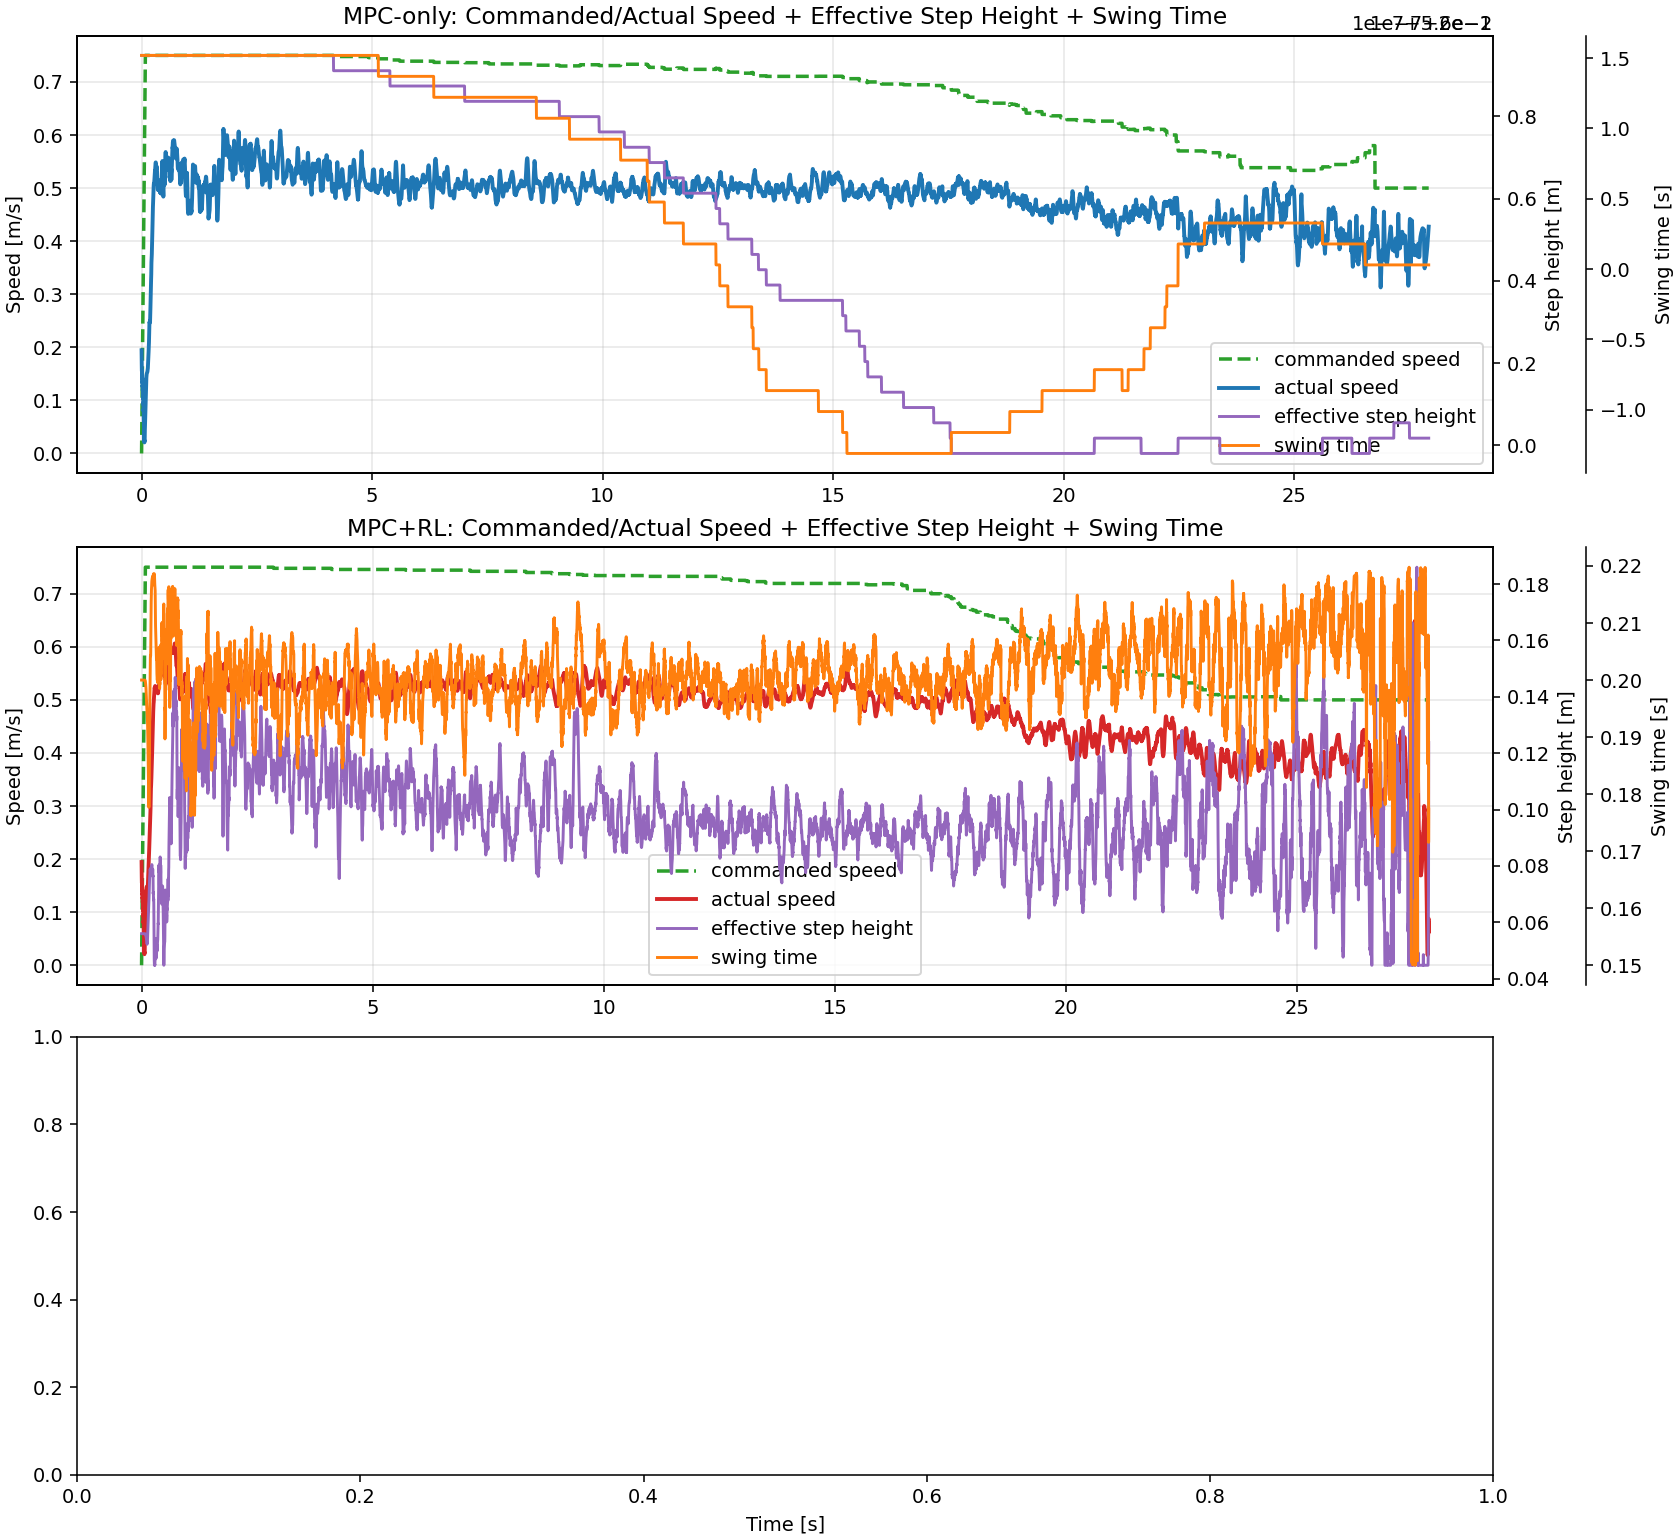 MPC-only: Commanded/Actual Speed + Effective Step Height + Swing Time
0.7
0.6
0.5
0.4
0.3
0.2
0.1
0.0
Speed [m/s]
0.8
0.6
0.4
0.2
0.0
Step height [m]
1.5
1.0
0.5
0.0
−0.5
−1.0
Swing time [s]
commanded speed
actual speed
effective step height
swing time
0 5 10 15 20 25
MPC+RL: Commanded/Actual Speed + Effective Step Height + Swing Time
0.7
0.6
0.5
0.4
0.3
0.2
0.1
0.0
Speed [m/s]
0.18
0.16
0.14
0.12
0.10
0.08
0.06
0.04
Step height [m]
0.22
0.21
0.20
0.19
0.18
0.17
0.16
0.15
Swing time [s]
commanded speed
actual speed
effective step height
swing time
0 5 10 15 20 25
1.0
0.8
0.6
0.4
0.2
0.0
0.0 0.2 0.4 0.6 0.8 1.0
Time [s]